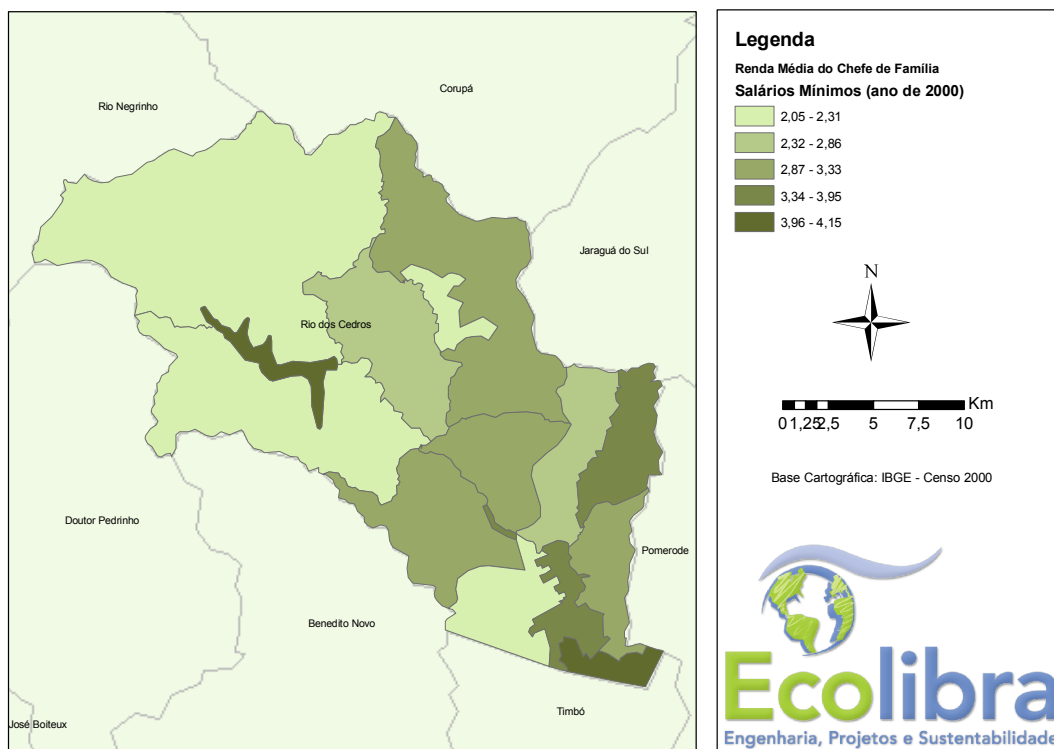 Rio Negrinho
Corupá
Jaraguá do Sul
Rio dos Cedros
Doutor Pedrinho
Pomerode
Benedito Novo
Timbó
José Boiteux
Legenda
Renda Média do Chefe de Família
Salários Mínimos (ano de 2000)
2,05 - 2,31
2,32 - 2,86
2,87 - 3,33
3,34 - 3,95
3,96 - 4,15
N
Km
0 1,25 2,5 5 7,5 10
Base Cartográfica: IBGE - Censo 2000
Ecolibra
Engenharia, Projetos e Sustentabilidade